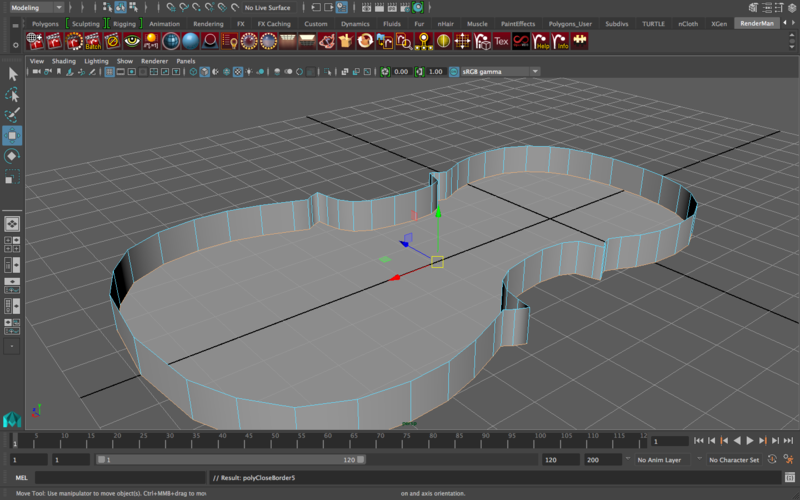 Modeling No Live Surface
Polygons Sculpting Rigging Animation Rendering FX FX Caching Custom Dynamics Fluids Fur nHair Muscle PaintEffects Polygons_User Subdivs TURTLE nCloth XGen RenderMan
Batch Tex Help Info
View Shading Lighting Show Renderer Panels
0.00 1.00 sRGB gamma
persp
1 5 10 15 20 25 30 35 40 45 50 55 60 65 70 75 80 85 90 95 100 105 110 115 12 1
1 1 1 120 120 200 No Anim Layer No Character Set
MEL // Result: polyCloseBorder5
Move Tool: Use manipulator to move object(s). Ctrl+MMB+drag to mo on and axis orientation.